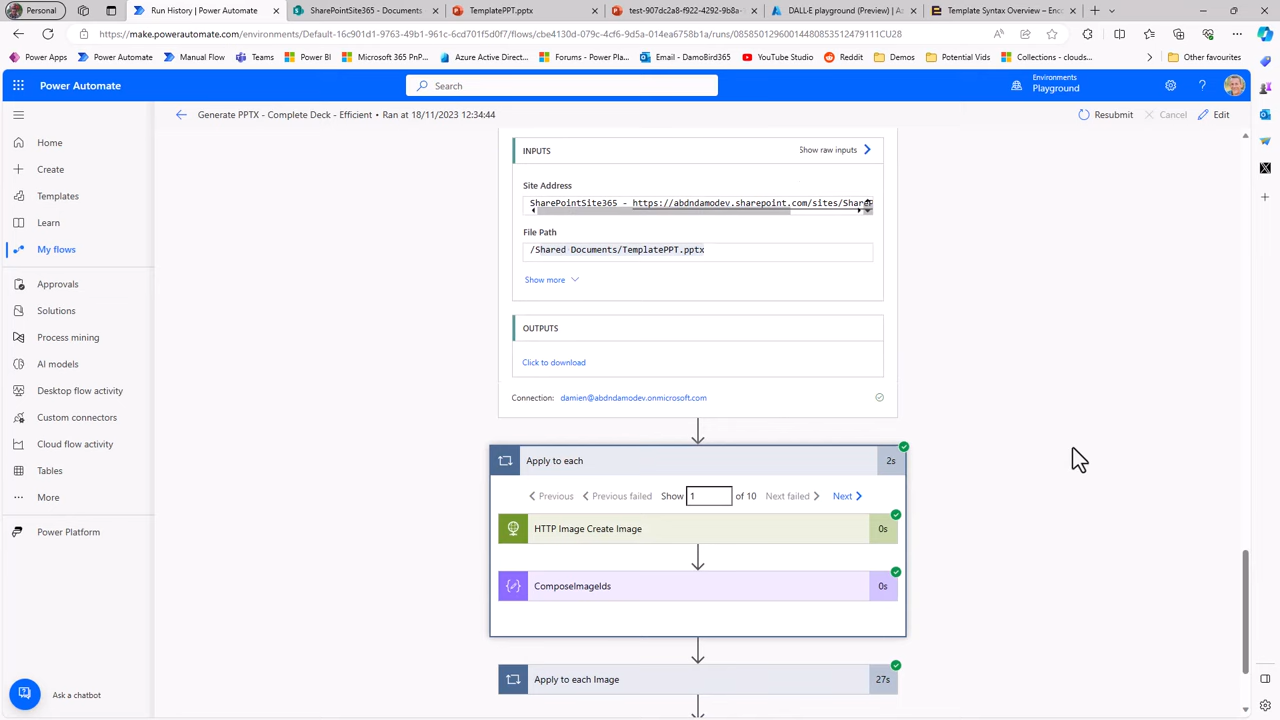 Personal
Run History | Power Automate
SharePointSite365 - Documents
TemplatePPT.pptx
test-907dc2a8-f922-4292-9b8a-
DALL-E playground (Preview) | Az
Template Syntax Overview — Enco
https://make.powerautomate.com/environments/Default-16c901d1-9763-49b1-961c-6cd701f5d0f7/flows/cbe4130d-079c-4cf6-9d5a-014ea6758b1a/runs/08585012960014480853512479111CU28
Power Apps
Power Automate
Manual Flow
Teams
Power BI
Microsoft 365 PnP...
Azure Active Direct...
Forums - Power Pla...
Email - DamoBird365
YouTube Studio
Reddit
Demos
Potential Vids
Collections - clouds...
Other favourites
Power Automate
Search
Environments
Playground
Generate PPTX - Complete Deck - Efficient • Ran at 18/11/2023 12:34:44
Resubmit
Cancel
Edit
Home
Create
Templates
Learn
My flows
Approvals
Solutions
Process mining
AI models
Desktop flow activity
Custom connectors
Cloud flow activity
Tables
More
Power Platform
Ask a chatbot
INPUTS
Show raw inputs
Site Address
SharePointSite365 - https://abdndamodev.sharepoint.com/sites/ShareP
File Path
/Shared Documents/TemplatePPT.pptx
Show more
OUTPUTS
Click to download
Connection: damien@abdndamodev.onmicrosoft.com
Apply to each
2s
Previous
Previous failed
Show 1 of 10
Next failed
Next
HTTP Image Create Image
0s
ComposeImageIds
0s
Apply to each Image
27s